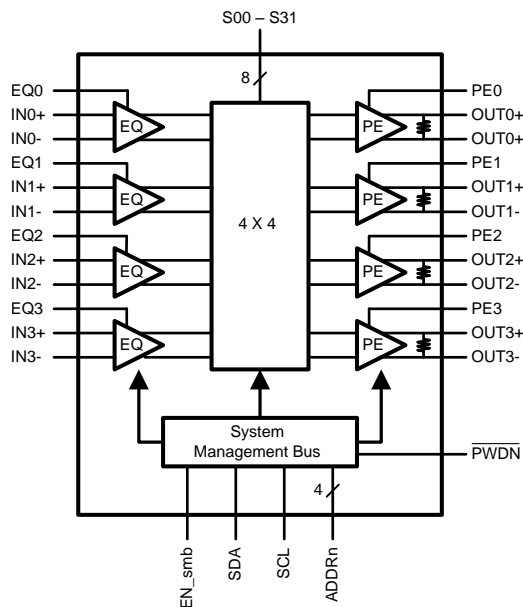 S00 – S31
8
EQ0
IN0+
IN0-
EQ
PE0
OUT0+
OUT0+
PE
EQ1
IN1+
IN1-
EQ
PE1
OUT1+
OUT1-
PE
4 X 4
EQ2
IN2+
IN2-
EQ
PE2
OUT2+
OUT2-
PE
EQ3
IN3+
IN3-
EQ
PE3
OUT3+
OUT3-
PE
System
Management Bus
PWDN
4
EN_smb
SDA
SCL
ADDRn